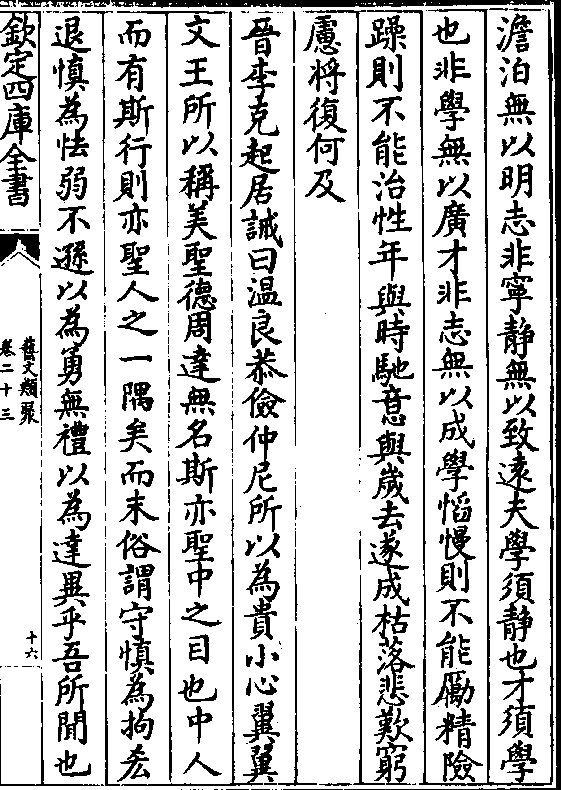 澹泊無以明志非寧静無以致遠夫學須静也才須學
也非學無以廣才非志無以成學慆慢則不能勵精險
躁則不能治性年與時馳意與嵗去遂成枯落悲歎窮
慮將復何及
晉李克起居誡曰温良恭儉仲尼所以為貴小心翼翼
文王所以稱美聖德周達無名斯亦聖中之目也中人
而有斯行則亦聖人之一隅矣而末俗謂守慎為拘吝
退慎為怯弱不遜以為勇無禮以為達異乎吾所聞也
欽定四庫全書
藝文類聚
卷二十三
十六